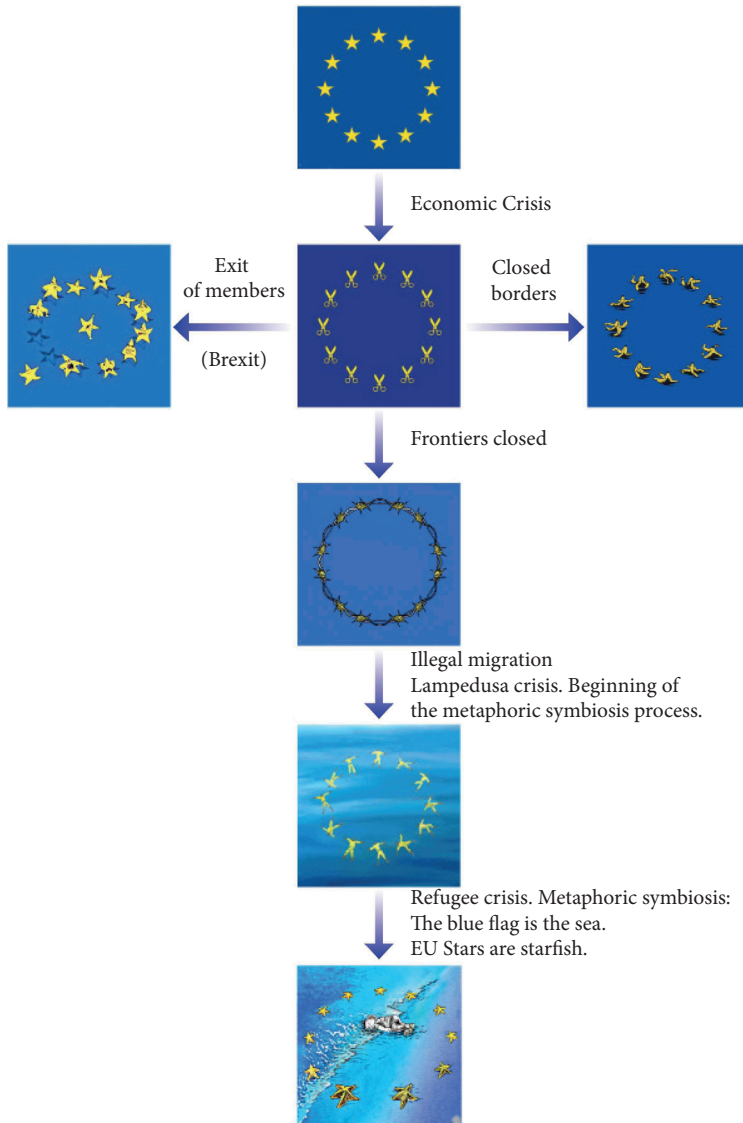 Economic Crisis
Exit
of members
(Brexit)
Closed
borders
Frontiers closed
Illegal migration
Lampedusa crisis. Beginning of
the metaphoric symbiosis process.
Refugee crisis. Metaphoric symbiosis:
The blue flag is the sea.
EU Stars are starfish.